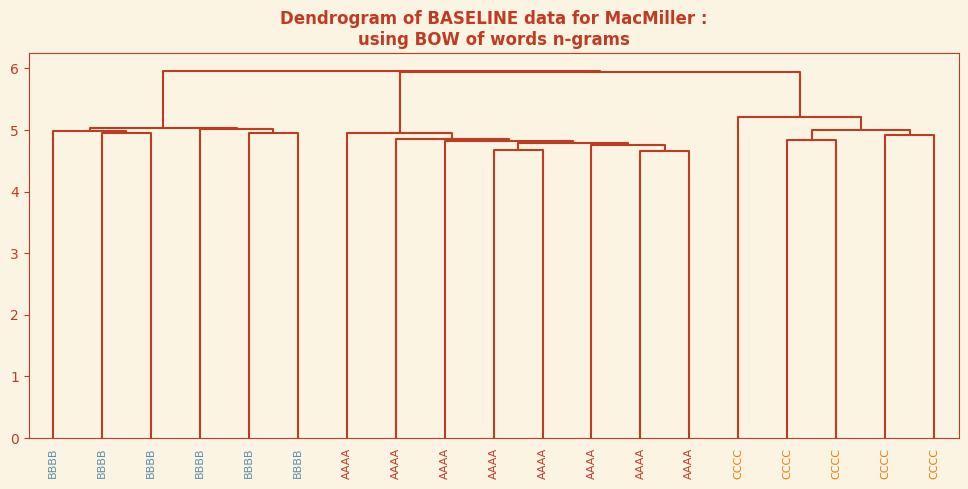 Dendrogram of BASELINE data for MacMiller :
using BOW of words n-grams
6
5
4
3
2
1
0
BBBB
BBBB
BBBB
BBBB
BBBB
BBBB
AAAA
AAAA
AAAA
AAAA
AAAA
AAAA
AAAA
AAAA
CCCC
CCCC
CCCC
CCCC
CCCC